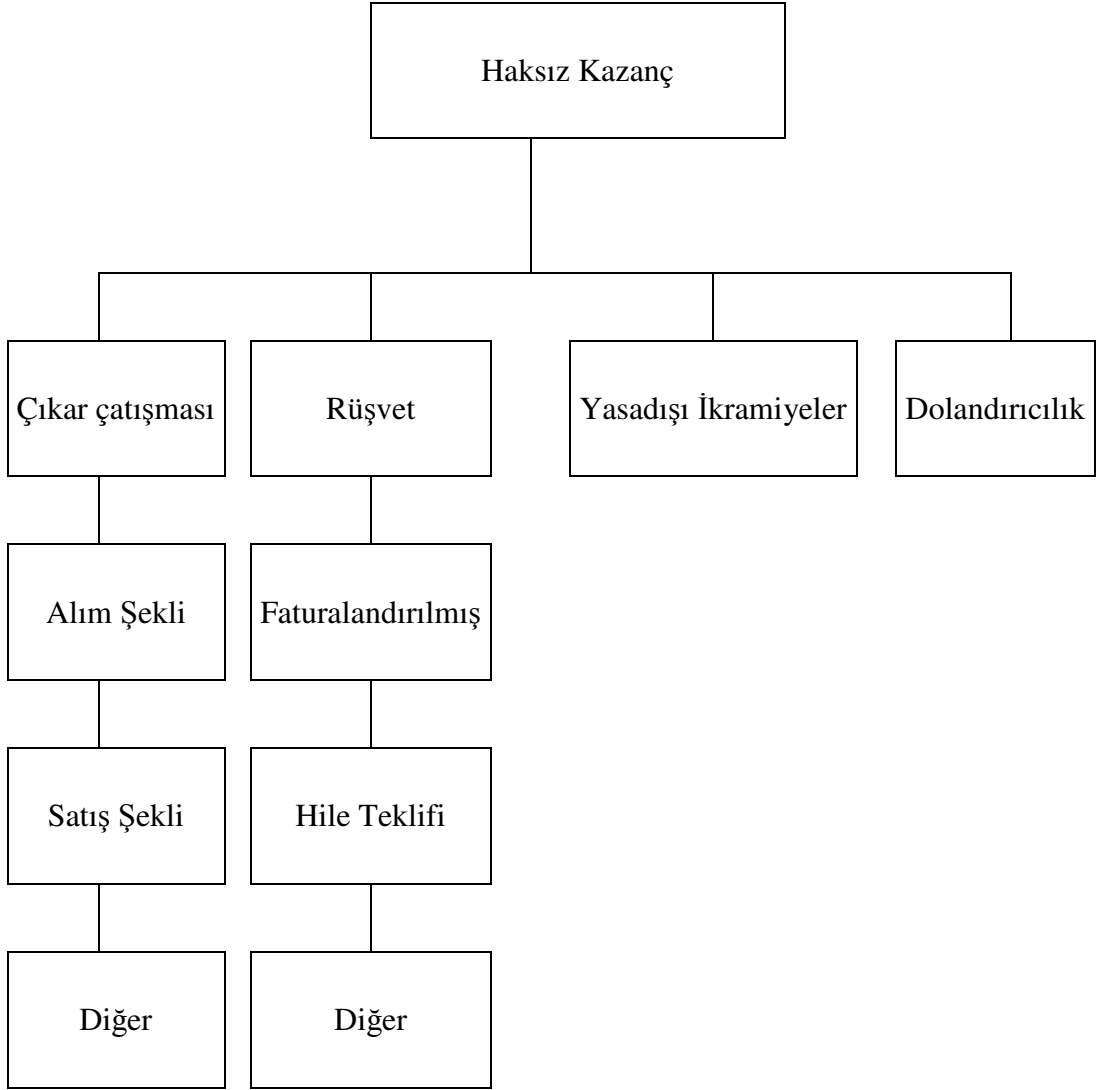 Haksız Kazanç
Çıkar çatışması
Rüşvet
Yasadışı İkramiyeler
Dolandırıcılık
Alım Şekli
Faturalandırılmış
Satış Şekli
Hile Teklifi
Diğer
Diğer